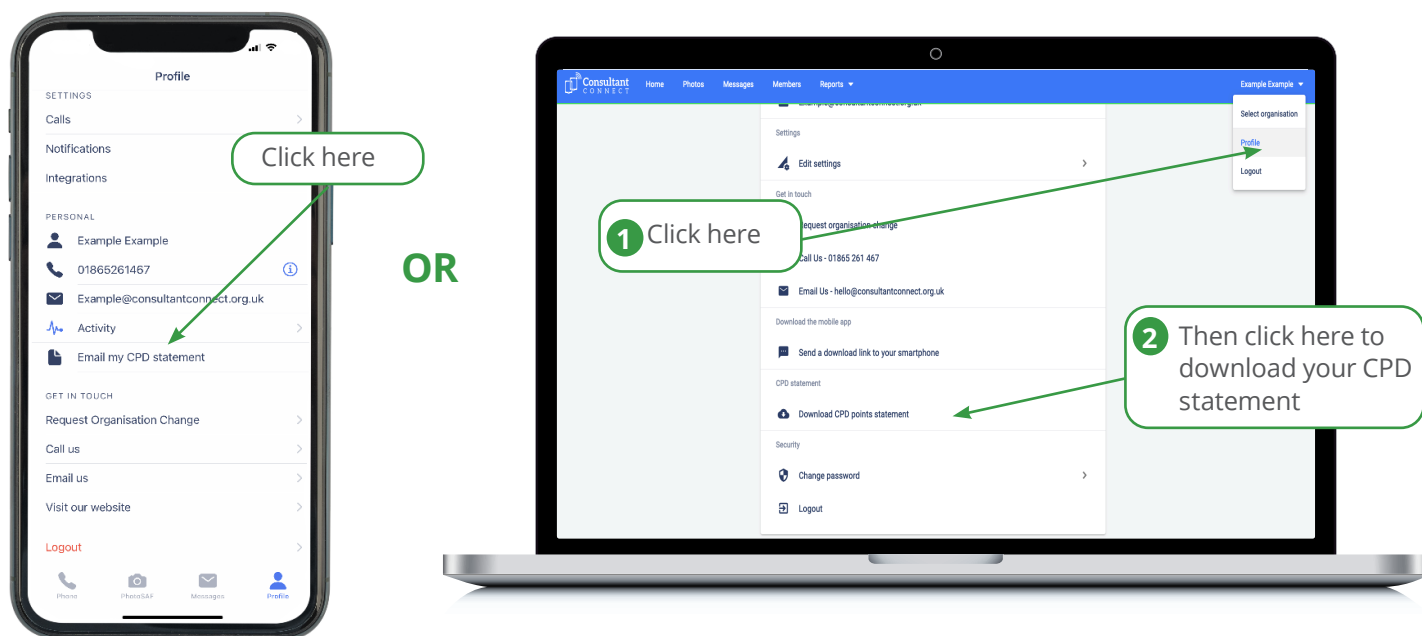 Profile
SETTINGS
Calls
Notifications
Integrations
Click here
PERSONAL
Example Example
01865261467
Example@consultantconnect.org.uk
Activity
Email my CPD statement
GET IN TOUCH
Request Organisation Change
Call us
Email us
Visit our website
Logout
Phone
PhotoSAF
Messages
Profile
OR
Consultant
CONNECT
Home
Photos
Messages
Members
Reports
Example Example
Select organisation
Profile
Logout
Settings
Edit settings
Get in touch
1 Click here
Request organisation change
Call Us - 01865 261 467
Email Us - hello@consultantconnect.org.uk
Download the mobile app
Send a download link to your smartphone
CPD statement
Download CPD points statement
Security
Change password
Logout
2 Then click here to
download your CPD
statement